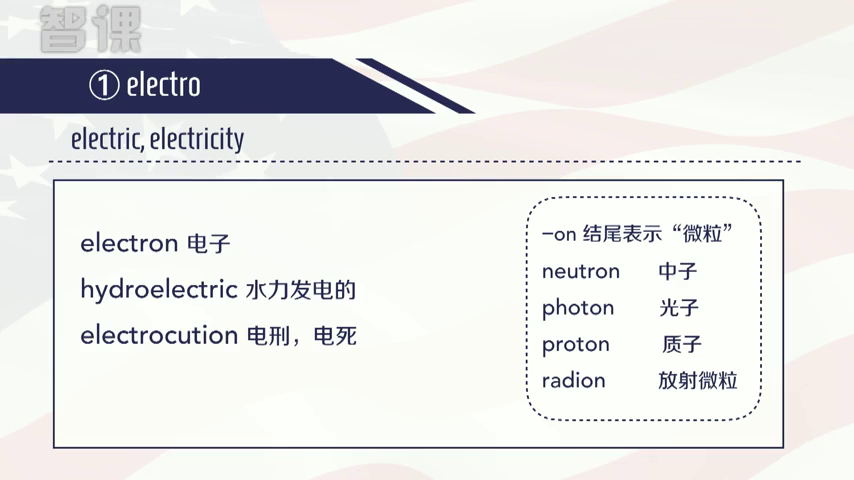 智课
① electro
electric, electricity
electron 电子
hydroelectric 水力发电的
electrocution 电刑，电死
-on 结尾表示“微粒”
neutron 中子
photon 光子
proton 质子
radion 放射微粒